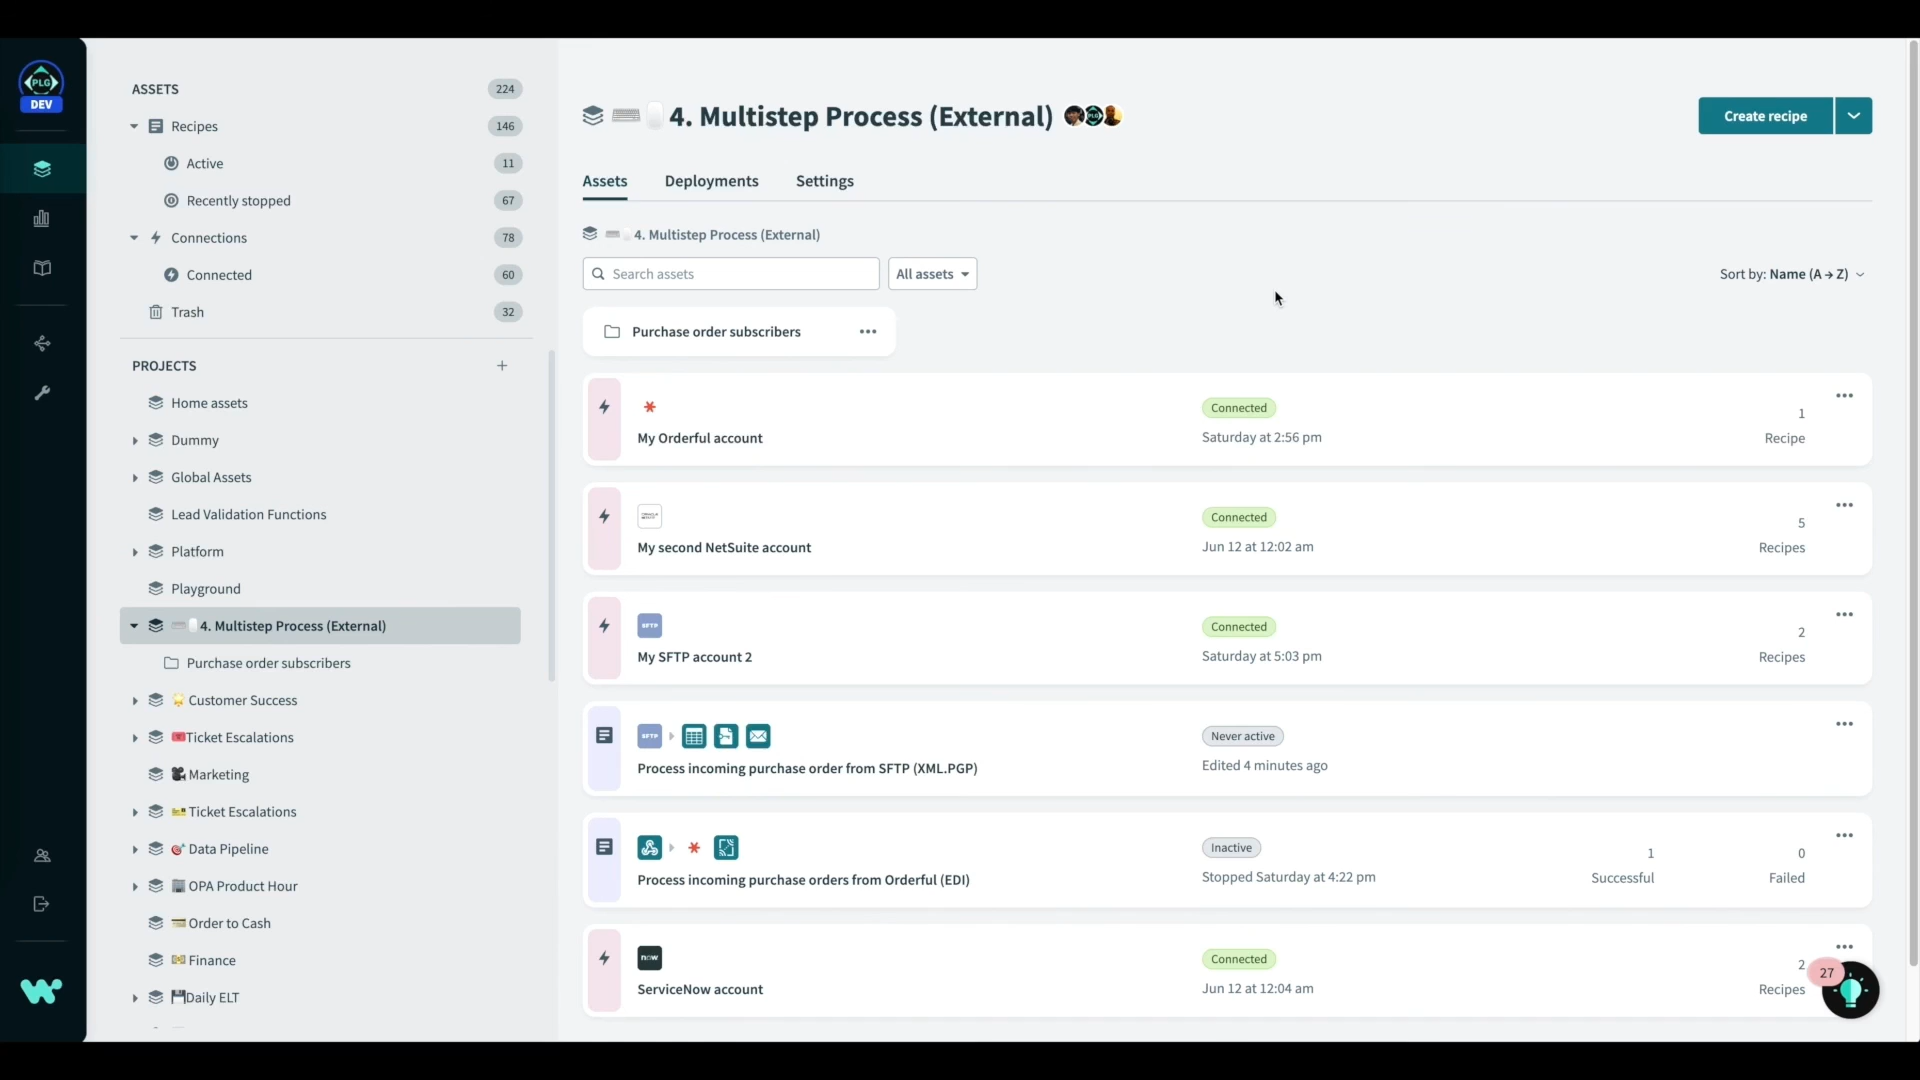 PLG
DEV
ASSETS 224
Recipes 146
Active 11
Recently stopped 67
Connections 78
Connected 60
Trash 32
PROJECTS
Home assets
Dummy
Global Assets
Lead Validation Functions
Platform
Playground
4. Multistep Process (External)
Purchase order subscribers
Customer Success
Ticket Escalations
Marketing
Ticket Escalations
Data Pipeline
OPA Product Hour
Order to Cash
Finance
Daily ELT
4. Multistep Process (External)
Create recipe
Assets Deployments Settings
4. Multistep Process (External)
Search assets All assets Sort by: Name (A → Z)
Purchase order subscribers
My Orderful account
Connected
Saturday at 2:56 pm
1
Recipe
My second NetSuite account
Connected
Jun 12 at 12:02 am
5
Recipes
SFTP
My SFTP account 2
Connected
Saturday at 5:03 pm
2
Recipes
SFTP
Process incoming purchase order from SFTP (XML.PGP)
Never active
Edited 4 minutes ago
Process incoming purchase orders from Orderful (EDI)
Inactive
Stopped Saturday at 4:22 pm
1
Successful
0
Failed
now
ServiceNow account
Connected
Jun 12 at 12:04 am
2
Recipes
27